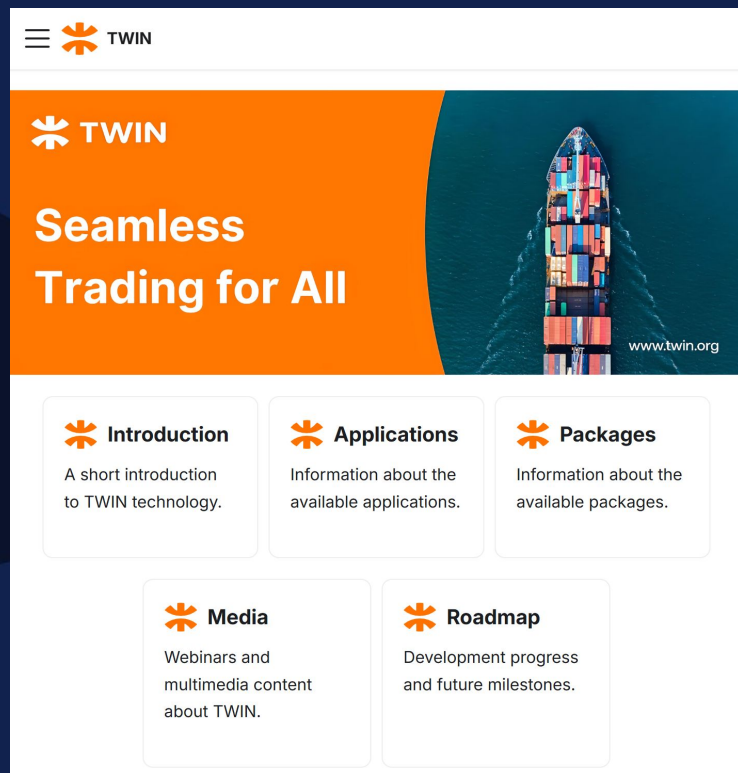 TWIN
TWIN
Seamless
Trading for All
www.twin.org
Introduction
A short introduction
to TWIN technology.
Applications
Information about the
available applications.
Packages
Information about the
available packages.
Media
Webinars and
multimedia content
about TWIN.
Roadmap
Development progress
and future milestones.